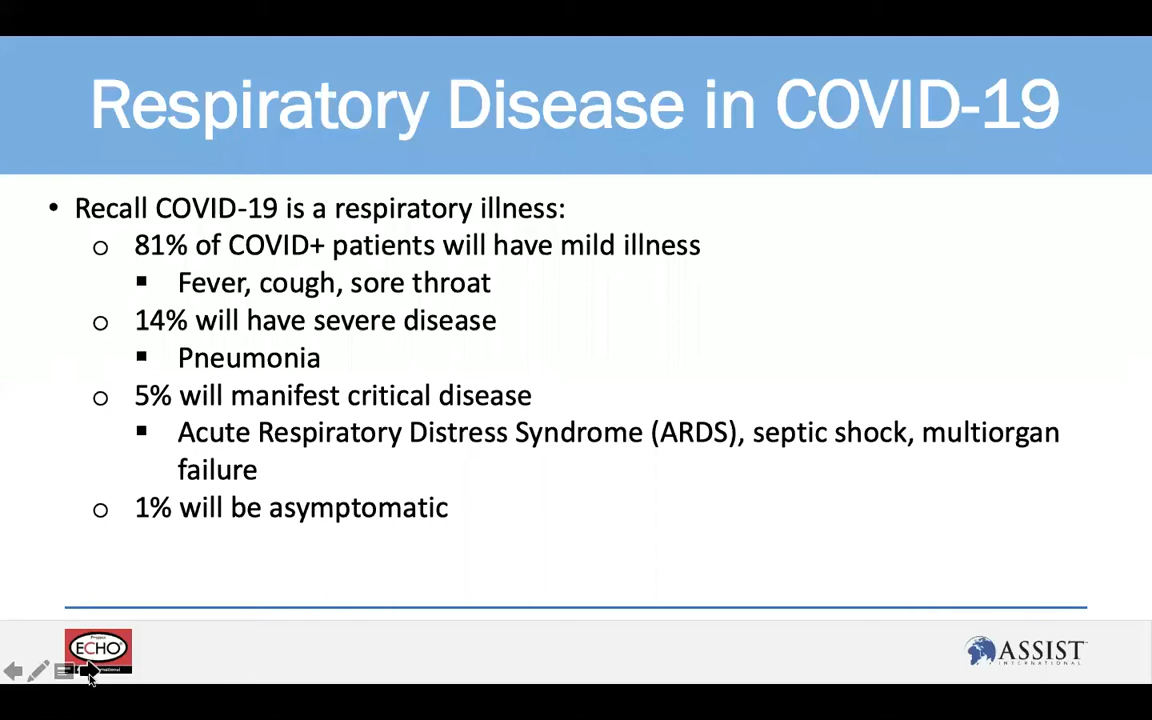 Respiratory Disease in COVID-19
• Recall COVID-19 is a respiratory illness:
o 81% of COVID+ patients will have mild illness
▪ Fever, cough, sore throat
o 14% will have severe disease
▪ Pneumonia
o 5% will manifest critical disease
▪ Acute Respiratory Distress Syndrome (ARDS), septic shock, multiorgan
failure
o 1% will be asymptomatic
Project
ECHO
ASSIST
INTERNATIONAL